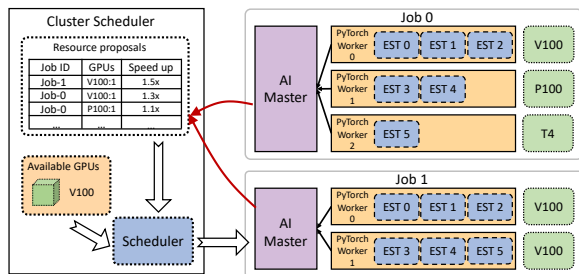 Cluster Scheduler
Resource proposals
Job ID GPUs Speed up
Job-1 V100:1 1.5x
Job-0 V100:1 1.3x
Job-0 P100:1 1.1x
... ... ...
Available GPUs
V100
Scheduler
Job 0
AI
Master
PyTorch
Worker
0
EST 0 EST 1 EST 2
V100
PyTorch
Worker
1
EST 3 EST 4
P100
PyTorch
Worker
2
EST 5
T4
Job 1
AI
Master
PyTorch
Worker
0
EST 0 EST 1 EST 2
V100
PyTorch
Worker
1
EST 3 EST 4 EST 5
V100